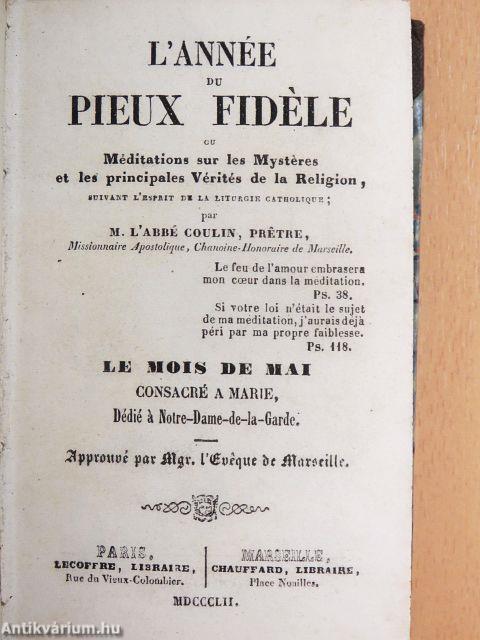 L'ANNÉE
DU
PIEUX FIDÈLE
OU
Méditations sur les Mystères
et les principales Vérités de la Religion,
SUIVANT L'ESPRIT DE LA LITURGIE CATHOLIQUE;
par
M. L'ABBÉ COULIN, PRÊTRE,
Missionnaire Apostolique, Chanoine-Honoraire de Marseille.
Le feu de l'amour embrasera
mon cœur dans la méditation.
Ps. 38.
Si votre loi n'était le sujet
de ma méditation, j'aurais déjà
péri par ma propre faiblesse.
Ps. 118.
LE MOIS DE MAI
CONSACRÉ A MARIE,
Dédié à Notre-Dame-de-la-Garde.
Approuvé par Mgr. l'Evêque de Marseille.
PARIS,
LECOFFRE, LIBRAIRE,
Rue du Vieux-Colombier.
MARSEILLE,
CHAUFFARD, LIBRAIRE,
Place Noailles.
MDCCCLII.
Antikvárium.hu